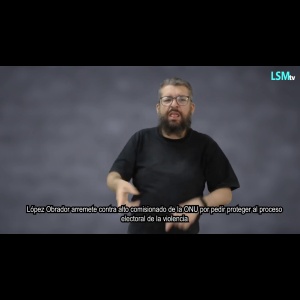 LSMtv
López Obrador arremete contra alto comisionado de la ONU por pedir proteger al proceso
electoral de la violencia